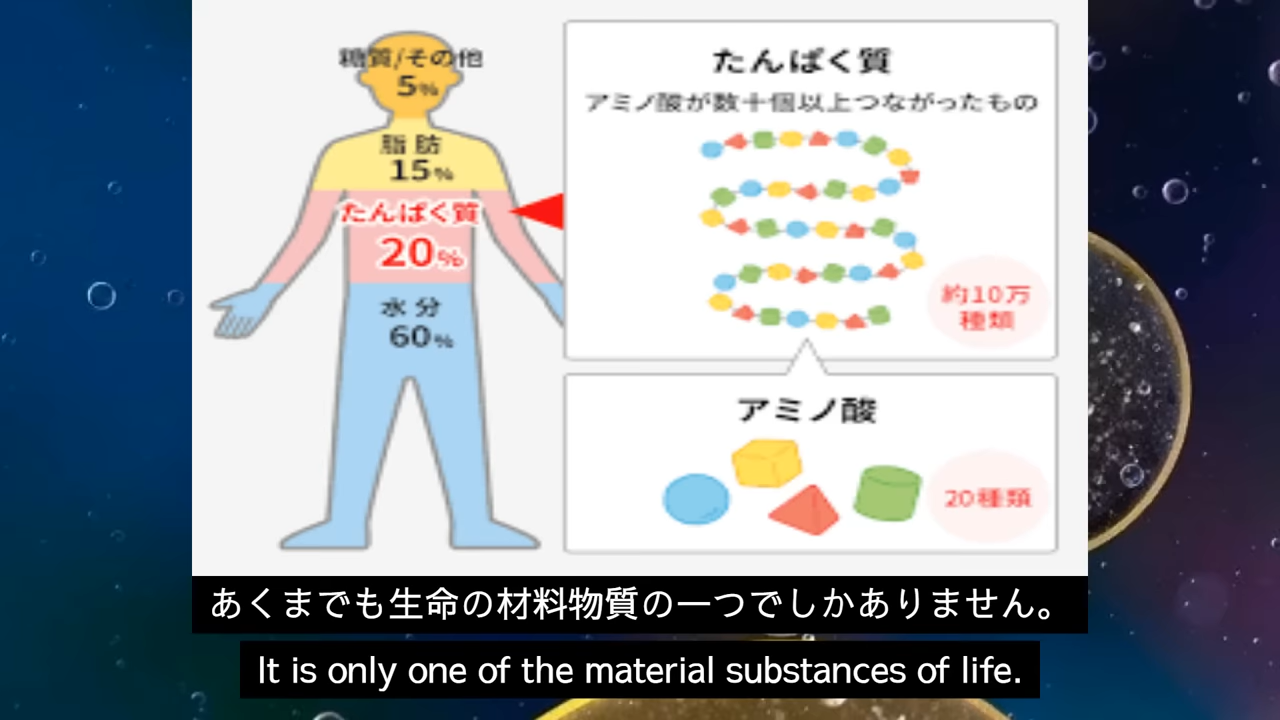 糖質/その他
5%
脂肪
15%
たんぱく質
20%
水分
60%
たんぱく質
アミノ酸が数十個以上つながったもの
約10万
種類
アミノ酸
20種類
あくまでも生命の材料物質の一つでしかありません。
It is only one of the material substances of life.